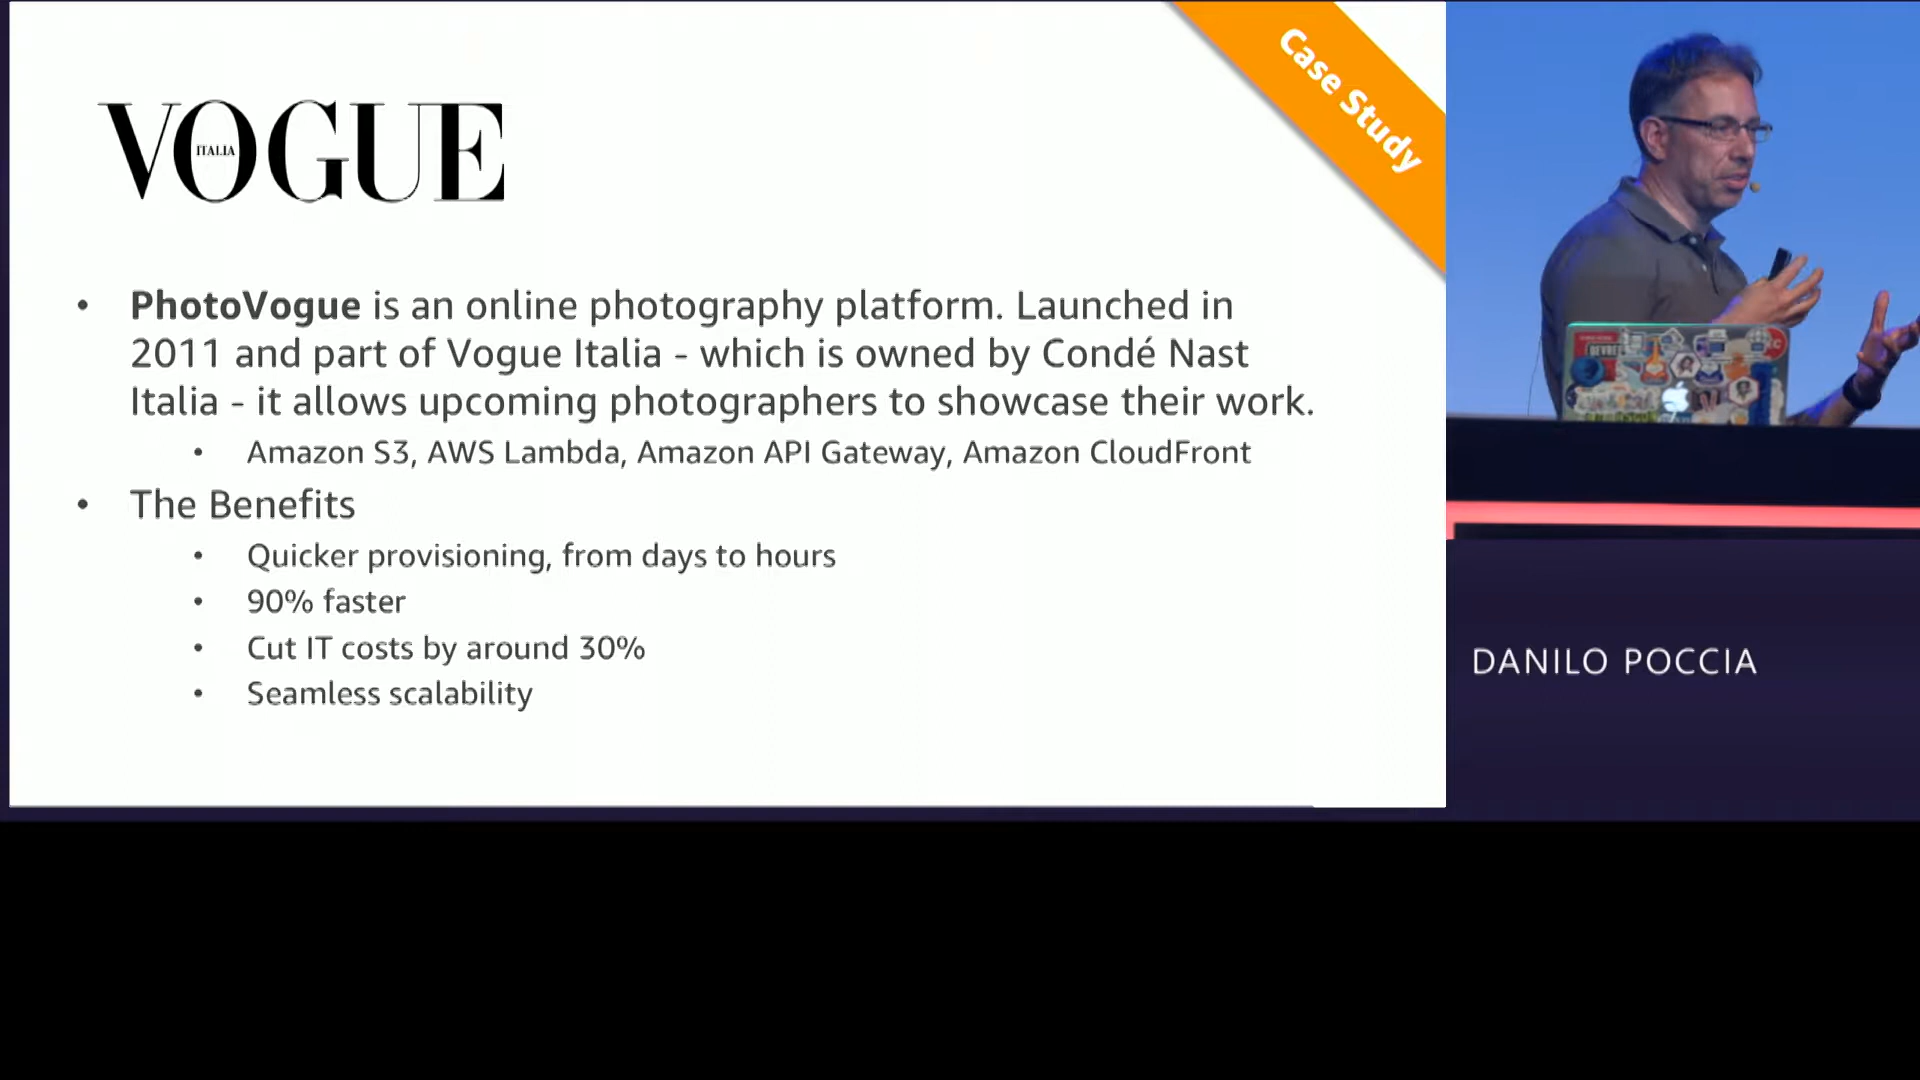 Case Study
VOGUE
ITALIA
• PhotoVogue is an online photography platform. Launched in
2011 and part of Vogue Italia - which is owned by Condé Nast
Italia - it allows upcoming photographers to showcase their work.
• Amazon S3, AWS Lambda, Amazon API Gateway, Amazon CloudFront
• The Benefits
• Quicker provisioning, from days to hours
• 90% faster
• Cut IT costs by around 30%
• Seamless scalability
DANILO POCCIA